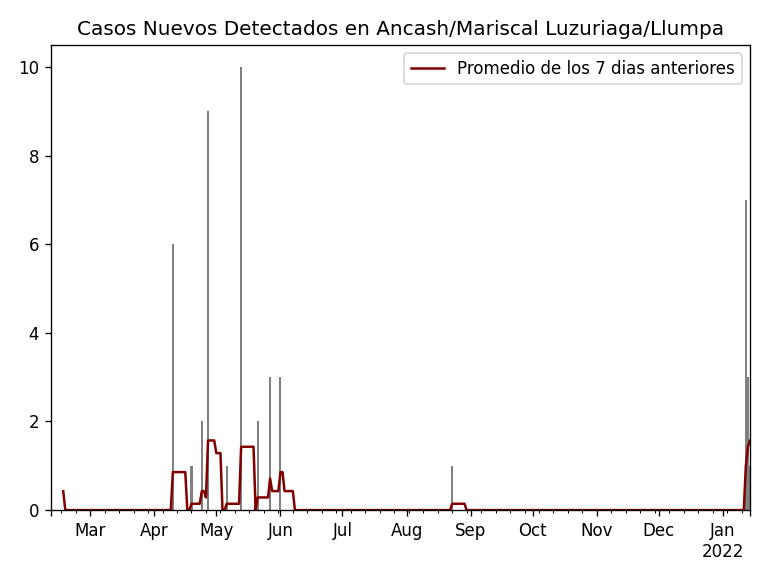 Casos Nuevos Detectados en Ancash/Mariscal Luzuriaga/Llumpa
Promedio de los 7 dias anteriores
10
8
6
4
2
0
Mar Apr May Jun Jul Aug Sep Oct Nov Dec Jan
2022